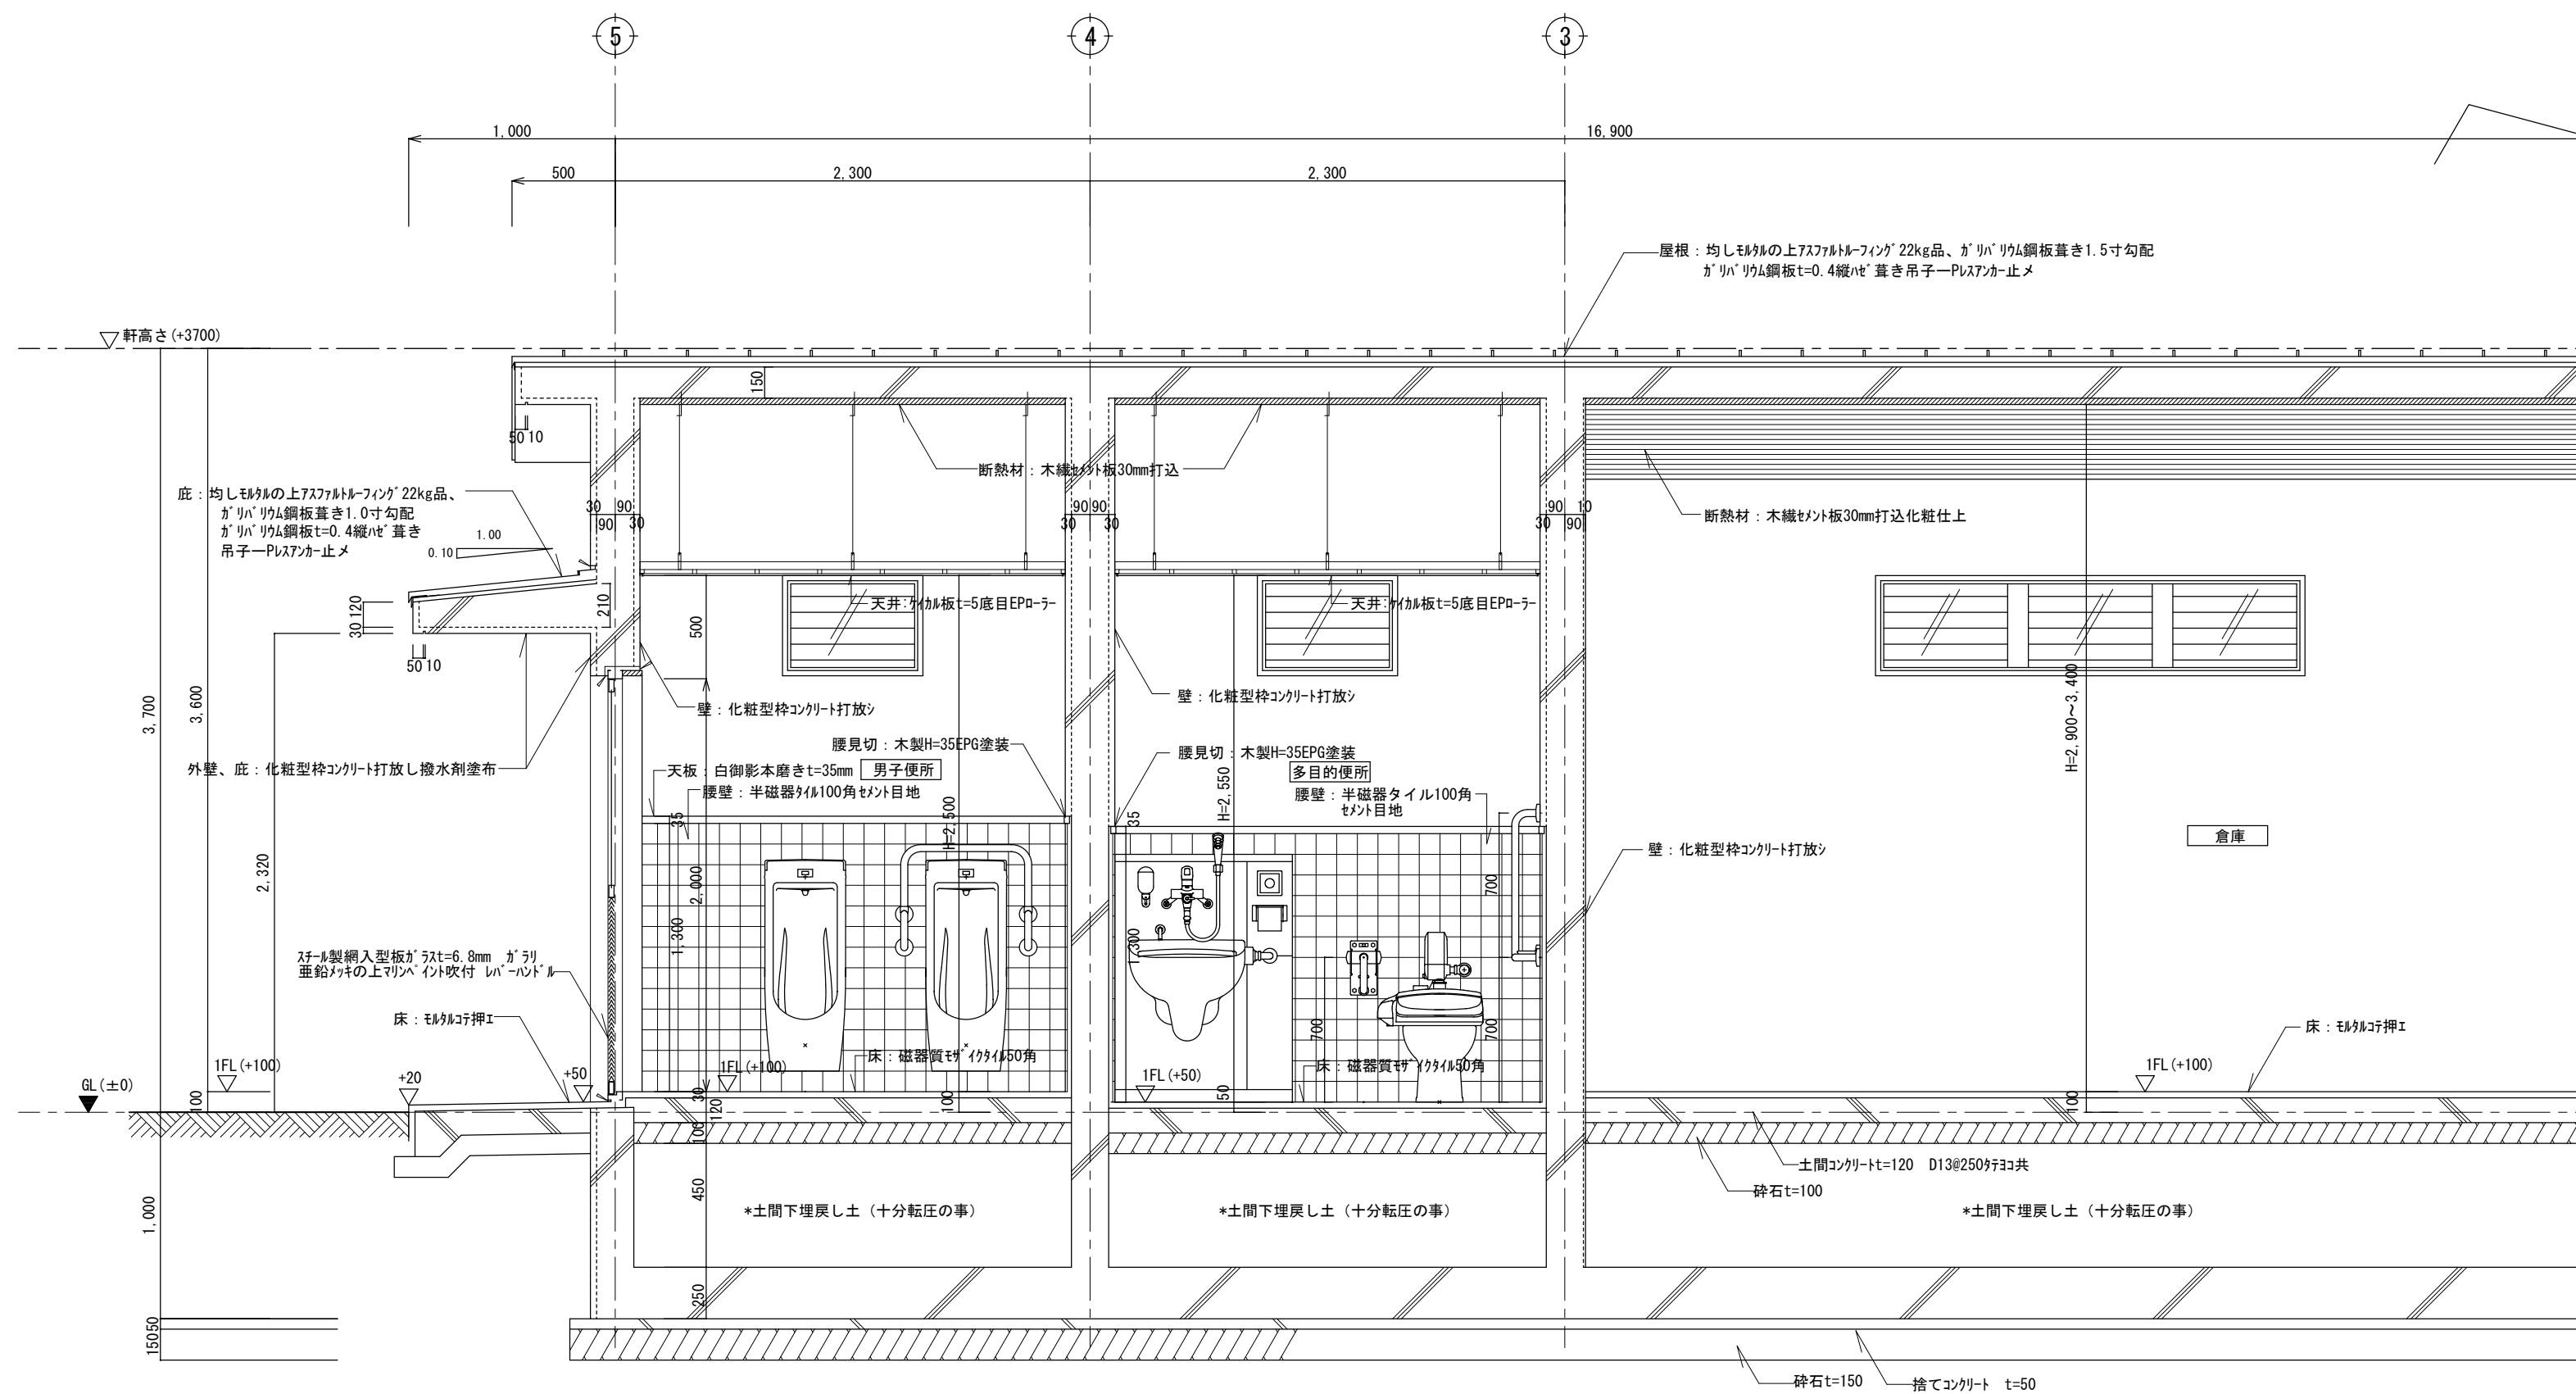 5
4
3
1,000
16,900
500
2,300
2,300
屋根：均しモルタルの上アスファルトルーフィング22kg品、ガリバリウム鋼板葺き1.5寸勾配
ガリバリウム鋼板t=0.4縦ハゼ葺き吊子ーPレスアンカー止メ
軒高さ(+3700)
150
50 10
断熱材：木繊セメント板30mm打込
庇：均しモルタルの上アスファルトルーフィング22kg品、
ガリバリウム鋼板葺き1.0寸勾配
ガリバリウム鋼板t=0.4縦ハゼ葺き
吊子ーPレスアンカー止メ
1.00
0.10
30 90
90 30
90 90
30 30
90 10
30 90
断熱材：木繊セメント板30mm打込化粧仕上
30 120
210
50 10
500
天井:ケイカル板t=5底目EPローラー
天井:ケイカル板t=5底目EPローラー
3,700
3,600
2,320
壁：化粧型枠コンクリート打放シ
壁：化粧型枠コンクリート打放シ
H=2,900～3,400
外壁、庇：化粧型枠コンクリート打放し撥水剤塗布
腰見切：木製H=35EPG塗装
天板：白御影本磨きt=35mm
男子便所
腰壁：半磁器タイル100角セメント目地
腰見切：木製H=35EPG塗装
多目的便所
腰壁：半磁器タイル100角
セメント目地
H=2,550
H=2,500
35
35
倉庫
壁：化粧型枠コンクリート打放シ
2,000
1,300
1,300
700
700
700
スチール製網入型板ガラスt=6.8mm ガラリ
亜鉛メッキの上マリンペイント吹付 レバーハンドル
床：モルタルコテ押エ
床：モルタルコテ押エ
GL(±0)
1FL(+100)
100
+20
+50
1FL(+100)
床：磁器質モザイクタイル50角
1FL(+50)
床：磁器質モザイクタイル50角
1FL(+100)
30
120
100
100
50
100
土間コンクリートt=120 D13@250タテヨコ共
砕石t=100
1,000
450
*土間下埋戻し土（十分転圧の事）
*土間下埋戻し土（十分転圧の事）
*土間下埋戻し土（十分転圧の事）
250
150 50
砕石t=150
捨てコンクリート t=50